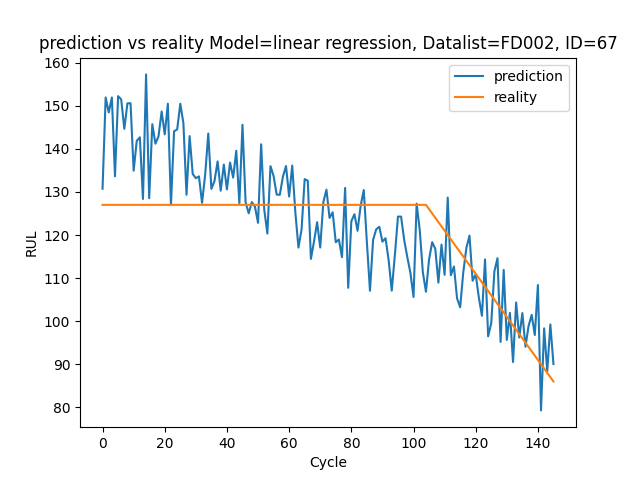 prediction vs reality Model=linear regression, Datalist=FD002, ID=67
prediction
reality
160
150
140
130
120
110
100
90
80
RUL
0 20 40 60 80 100 120 140
Cycle